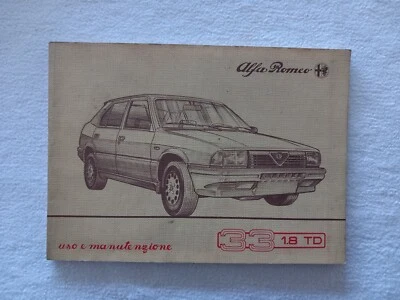 Alfa Romeo
uso e manutenzione
33 1.8 TD